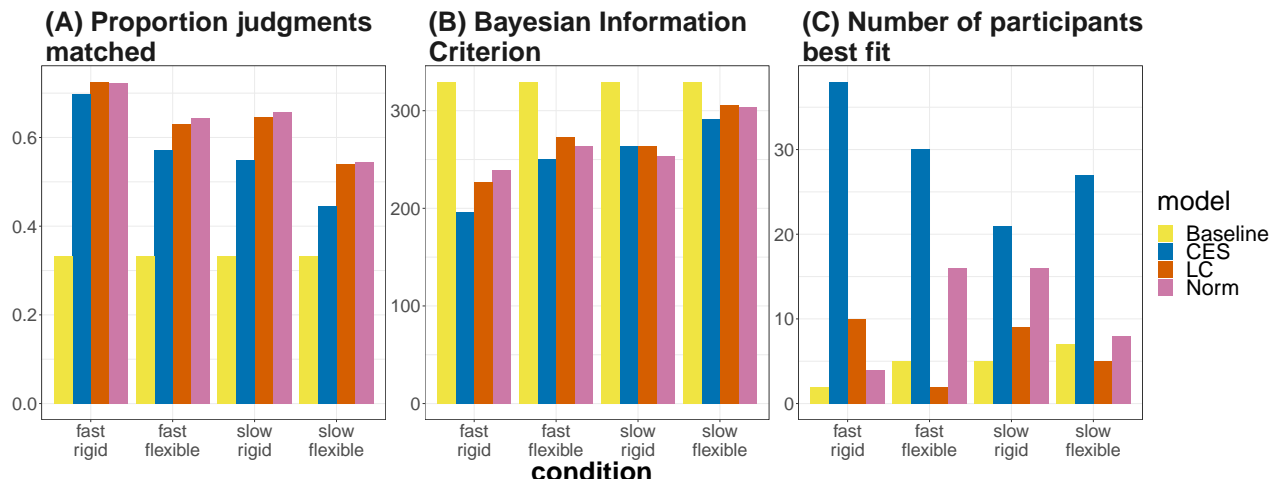 (A) Proportion judgments
matched
(B) Bayesian Information
Criterion
(C) Number of participants
best fit
0.6
0.4
0.2
0.0
fast
rigid
fast
flexible
slow
rigid
slow
flexible
300
200
100
0
fast
rigid
fast
flexible
slow
rigid
slow
flexible
30
20
10
0
fast
rigid
fast
flexible
slow
rigid
slow
flexible
condition
model
Baseline
CES
LC
Norm